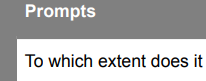 Prompts
To which extent does it